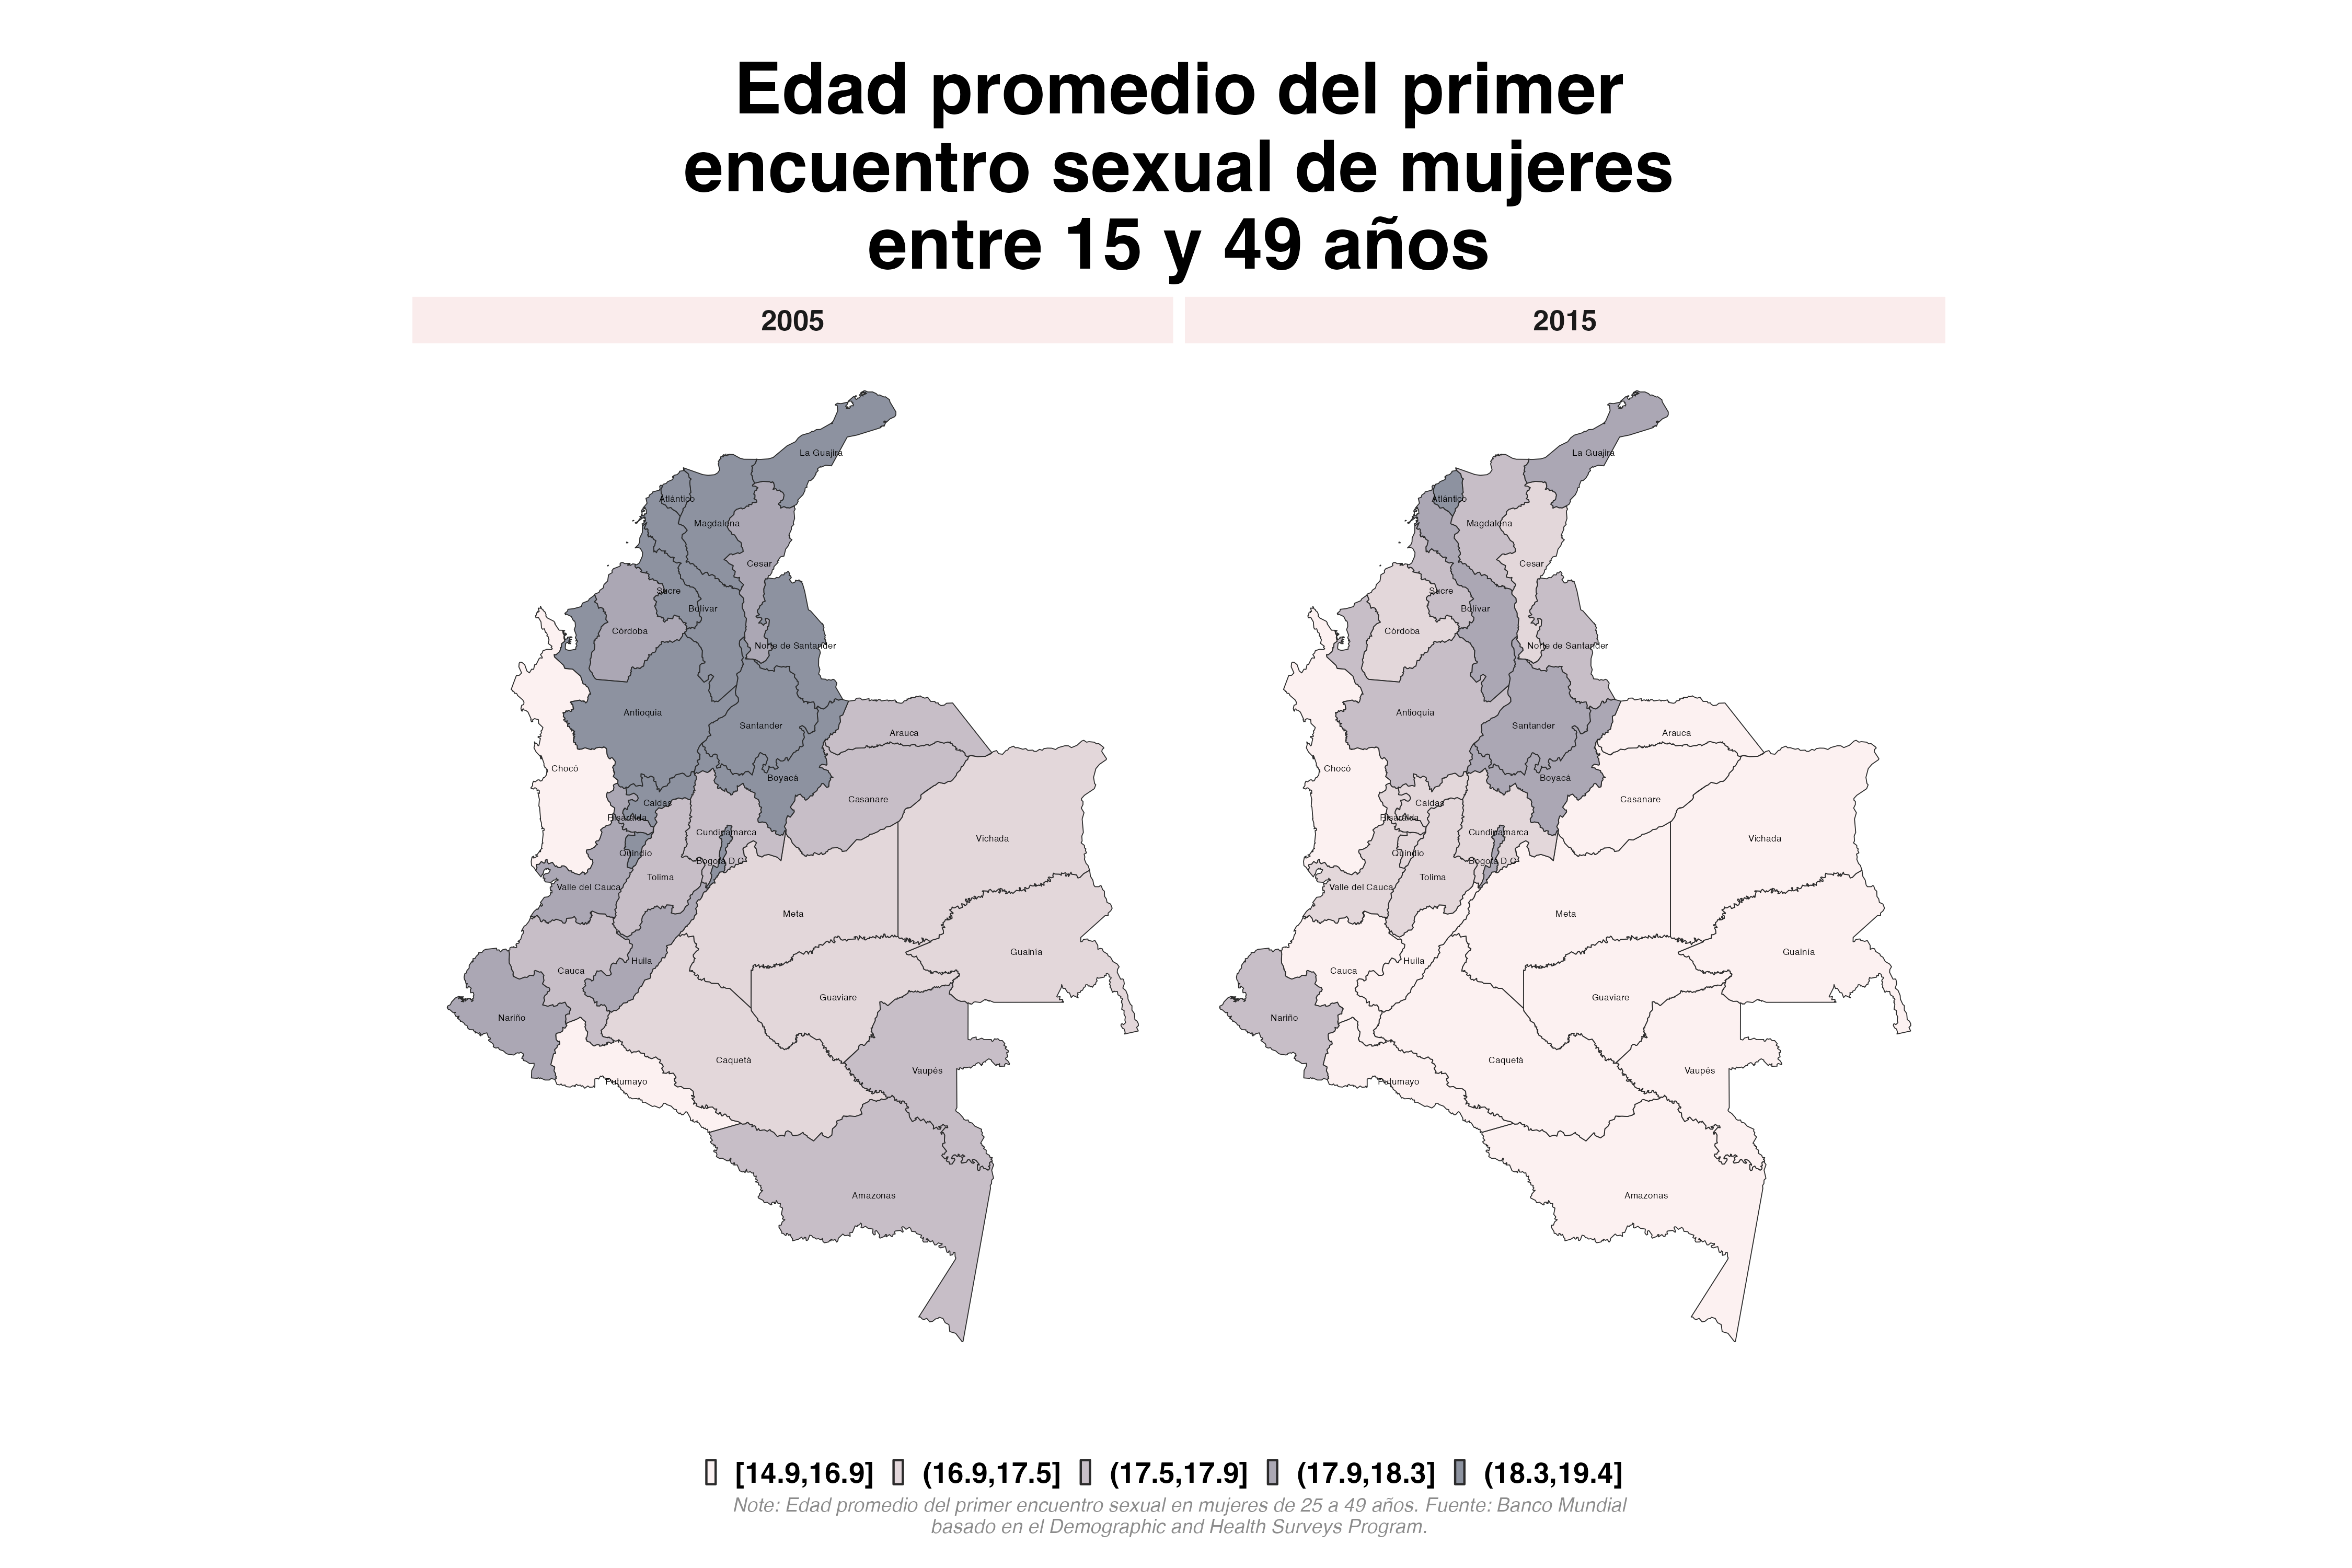 Edad promedio del primer
encuentro sexual de mujeres
entre 15 y 49 años
2005
2015
La Guajira
Atlántico
Magdalena
Cesar
Sucre
Bolívar
Córdoba
Norte de Santander
Antioquia
Santander
Arauca
Chocó
Boyacá
Casanare
Caldas
Risaralda
Cundinamarca
Vichada
Quindío
Bogotá D.C.
Tolima
Valle del Cauca
Meta
Guainía
Huila
Cauca
Guaviare
Nariño
Caquetá
Vaupés
Putumayo
Amazonas
La Guajira
Atlántico
Magdalena
Cesar
Sucre
Bolívar
Córdoba
Norte de Santander
Antioquia
Santander
Arauca
Chocó
Boyacá
Casanare
Caldas
Risaralda
Cundinamarca
Vichada
Quindío
Bogotá D.C.
Tolima
Valle del Cauca
Meta
Guainía
Huila
Cauca
Guaviare
Nariño
Caquetá
Vaupés
Putumayo
Amazonas
[14.9,16.9] (16.9,17.5] (17.5,17.9] (17.9,18.3] (18.3,19.4]
Note: Edad promedio del primer encuentro sexual en mujeres de 25 a 49 años. Fuente: Banco Mundial
basado en el Demographic and Health Surveys Program.